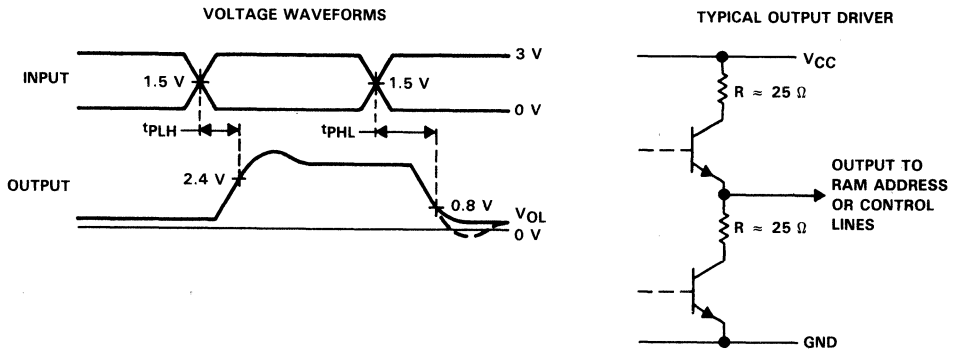 VOLTAGE WAVEFORMS
INPUT
3 V
1.5 V
1.5 V
0 V
tPLH
tPHL
OUTPUT
2.4 V
0.8 V
VOL
0 V
TYPICAL OUTPUT DRIVER
VCC
R ≈ 25 Ω
OUTPUT TO
RAM ADDRESS
OR CONTROL
LINES
R ≈ 25 Ω
GND